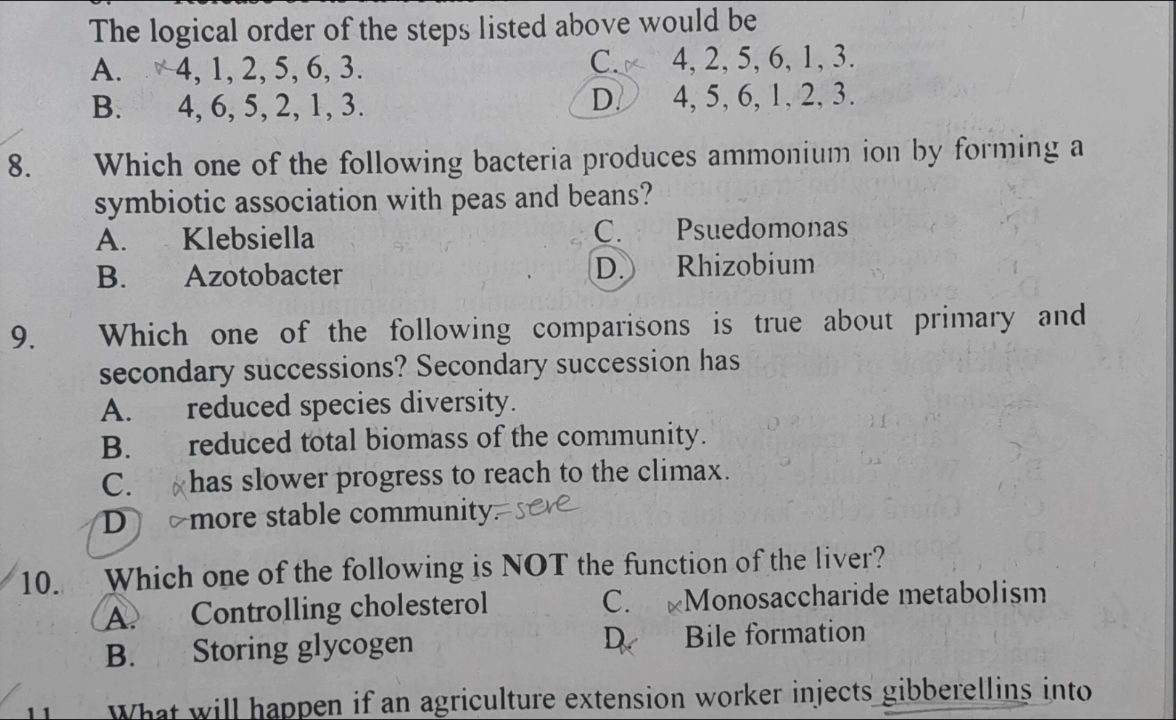 The logical order of the steps listed above would be
A. 4, 1, 2, 5, 6, 3. C. 4, 2, 5, 6, 1, 3.
B. 4, 6, 5, 2, 1, 3. D. 4, 5, 6, 1, 2, 3.
8. Which one of the following bacteria produces ammonium ion by forming a
symbiotic association with peas and beans?
A. Klebsiella C. Psuedomonas
B. Azotobacter D. Rhizobium
9. Which one of the following comparisons is true about primary and
secondary successions? Secondary succession has
A. reduced species diversity.
B. reduced total biomass of the community.
C. has slower progress to reach to the climax.
D more stable community. - sere
10. Which one of the following is NOT the function of the liver?
A. Controlling cholesterol C. Monosaccharide metabolism
B. Storing glycogen D. Bile formation
11 What will happen if an agriculture extension worker injects gibberellins into